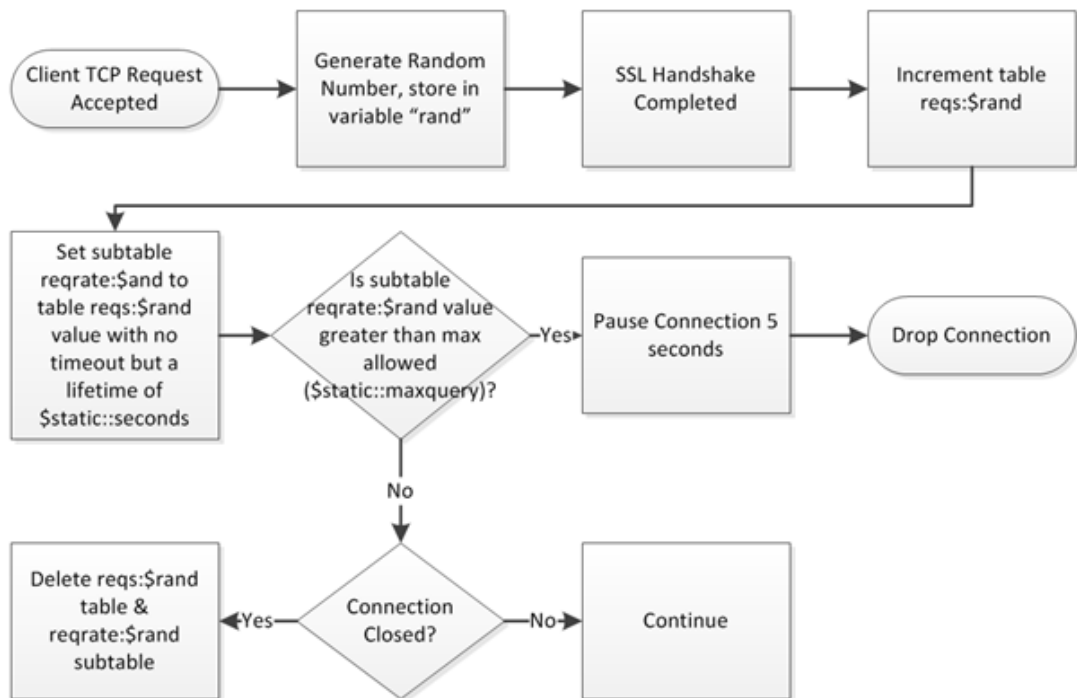 Client TCP Request
Accepted
Generate Random
Number, store in
variable “rand”
SSL Handshake
Completed
Increment table
reqs:$rand
Set subtable
reqrate:$and to
table reqs:$rand
value with no
timeout but a
lifetime of
$static::seconds
Is subtable
reqrate:$rand value
greater than max
allowed
($static::maxquery)?
Yes
Pause Connection 5
seconds
Drop Connection
No
Delete reqs:$rand
table &
reqrate:$rand
subtable
Yes
Connection
Closed?
No
Continue